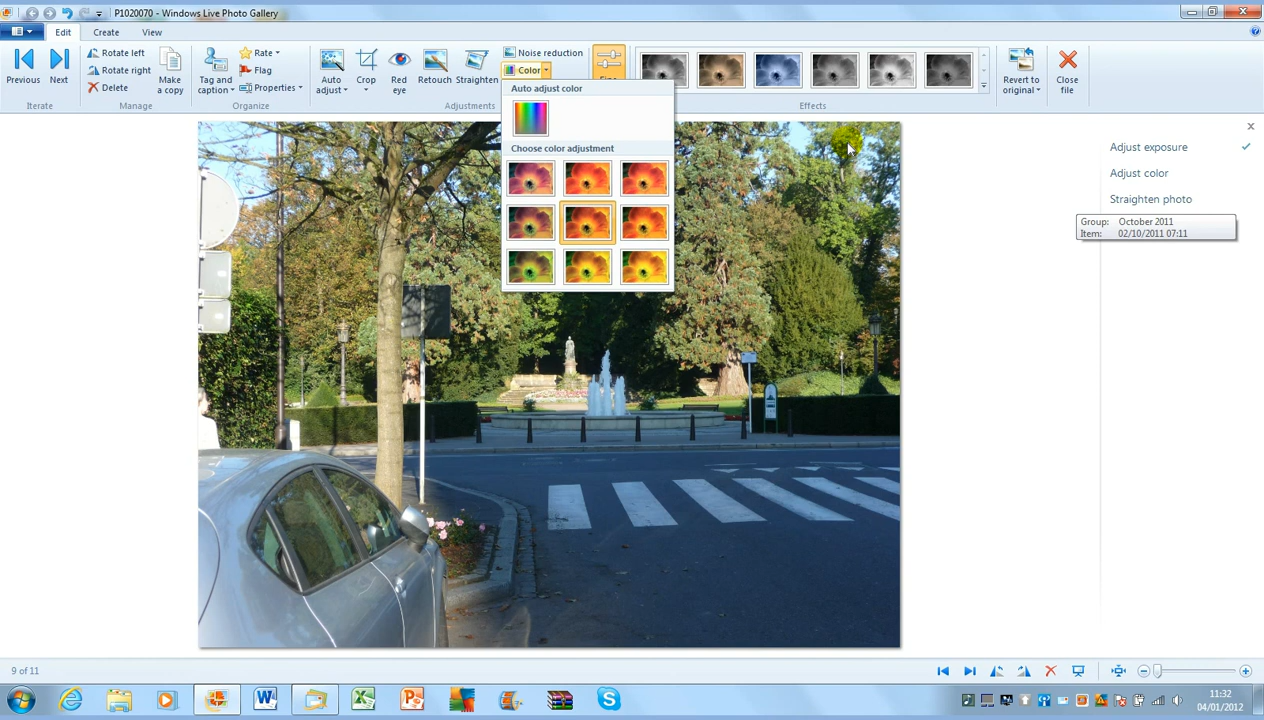 P1020070 - Windows Live Photo Gallery
Edit Create View
Previous
Next
Iterate
Rotate left
Rotate right
Delete
Make a copy
Manage
Tag and caption
Rate
Flag
Properties
Organize
Auto adjust
Crop
Red eye
Retouch
Straighten
Noise reduction
Color
Adjustments
Effects
Revert to original
Close file
Auto adjust color
Choose color adjustment
Adjust exposure
Adjust color
Straighten photo
Group: October 2011
Item: 02/10/2011 07:11
9 of 11
11:32
04/01/2012